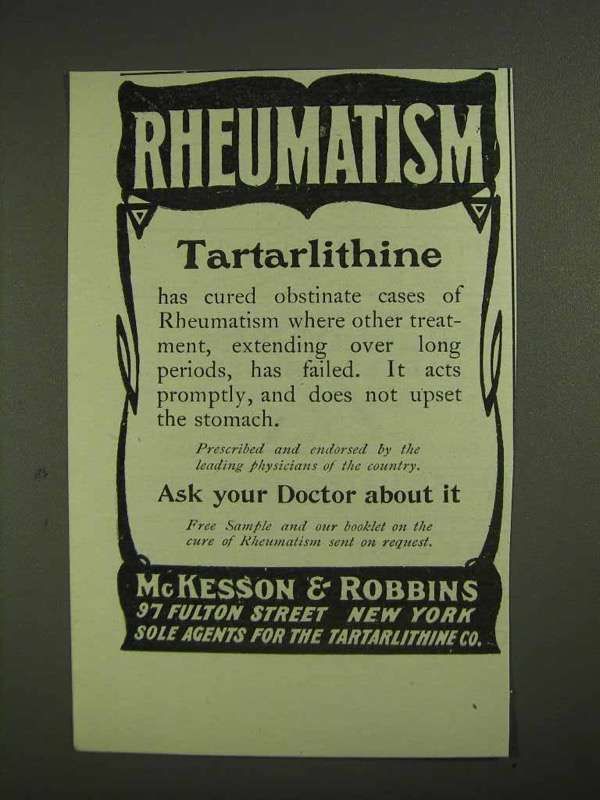 RHEUMATISM
Tartarlithine
has cured obstinate cases of
Rheumatism where other treat-
ment, extending over long
periods, has failed. It acts
promptly, and does not upset
the stomach.
Prescribed and endorsed by the
leading physicians of the country.
Ask your Doctor about it
Free Sample and our booklet on the
cure of Rheumatism sent on request.
McKESSON & ROBBINS
97 FULTON STREET NEW YORK
SOLE AGENTS FOR THE TARTARLITHINE CO.